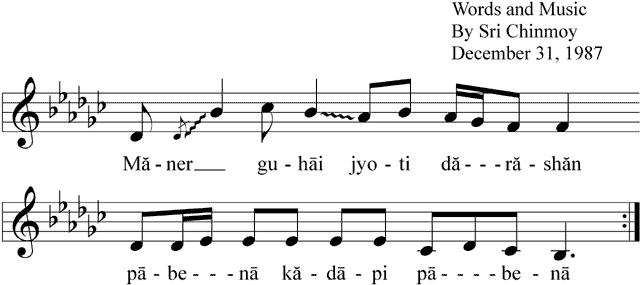 Words and Music
By Sri Chinmoy
December 31, 1987
Mă-ner___ gu-hāi jyo-ti dă---ră-shăn
pā-be---nā kă-dā-pi pā----be-nā